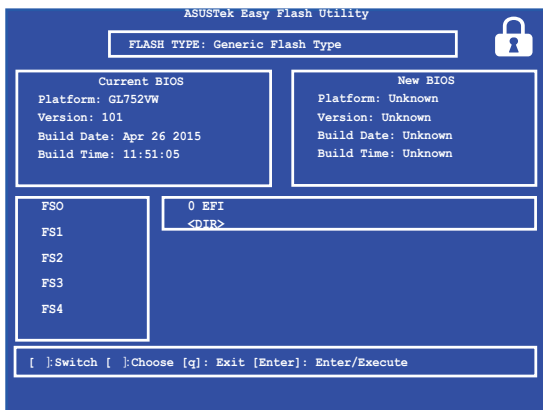 ASUSTek Easy Flash Utility
FLASH TYPE: Generic Flash Type
Current BIOS
Platform: GL752VW
Version: 101
Build Date: Apr 26 2015
Build Time: 11:51:05
New BIOS
Platform: Unknown
Version: Unknown
Build Date: Unknown
Build Time: Unknown
FSO
FS1
FS2
FS3
FS4
0 EFI
<DIR>
[ ]:Switch [ ]:Choose [q]: Exit [Enter]: Enter/Execute